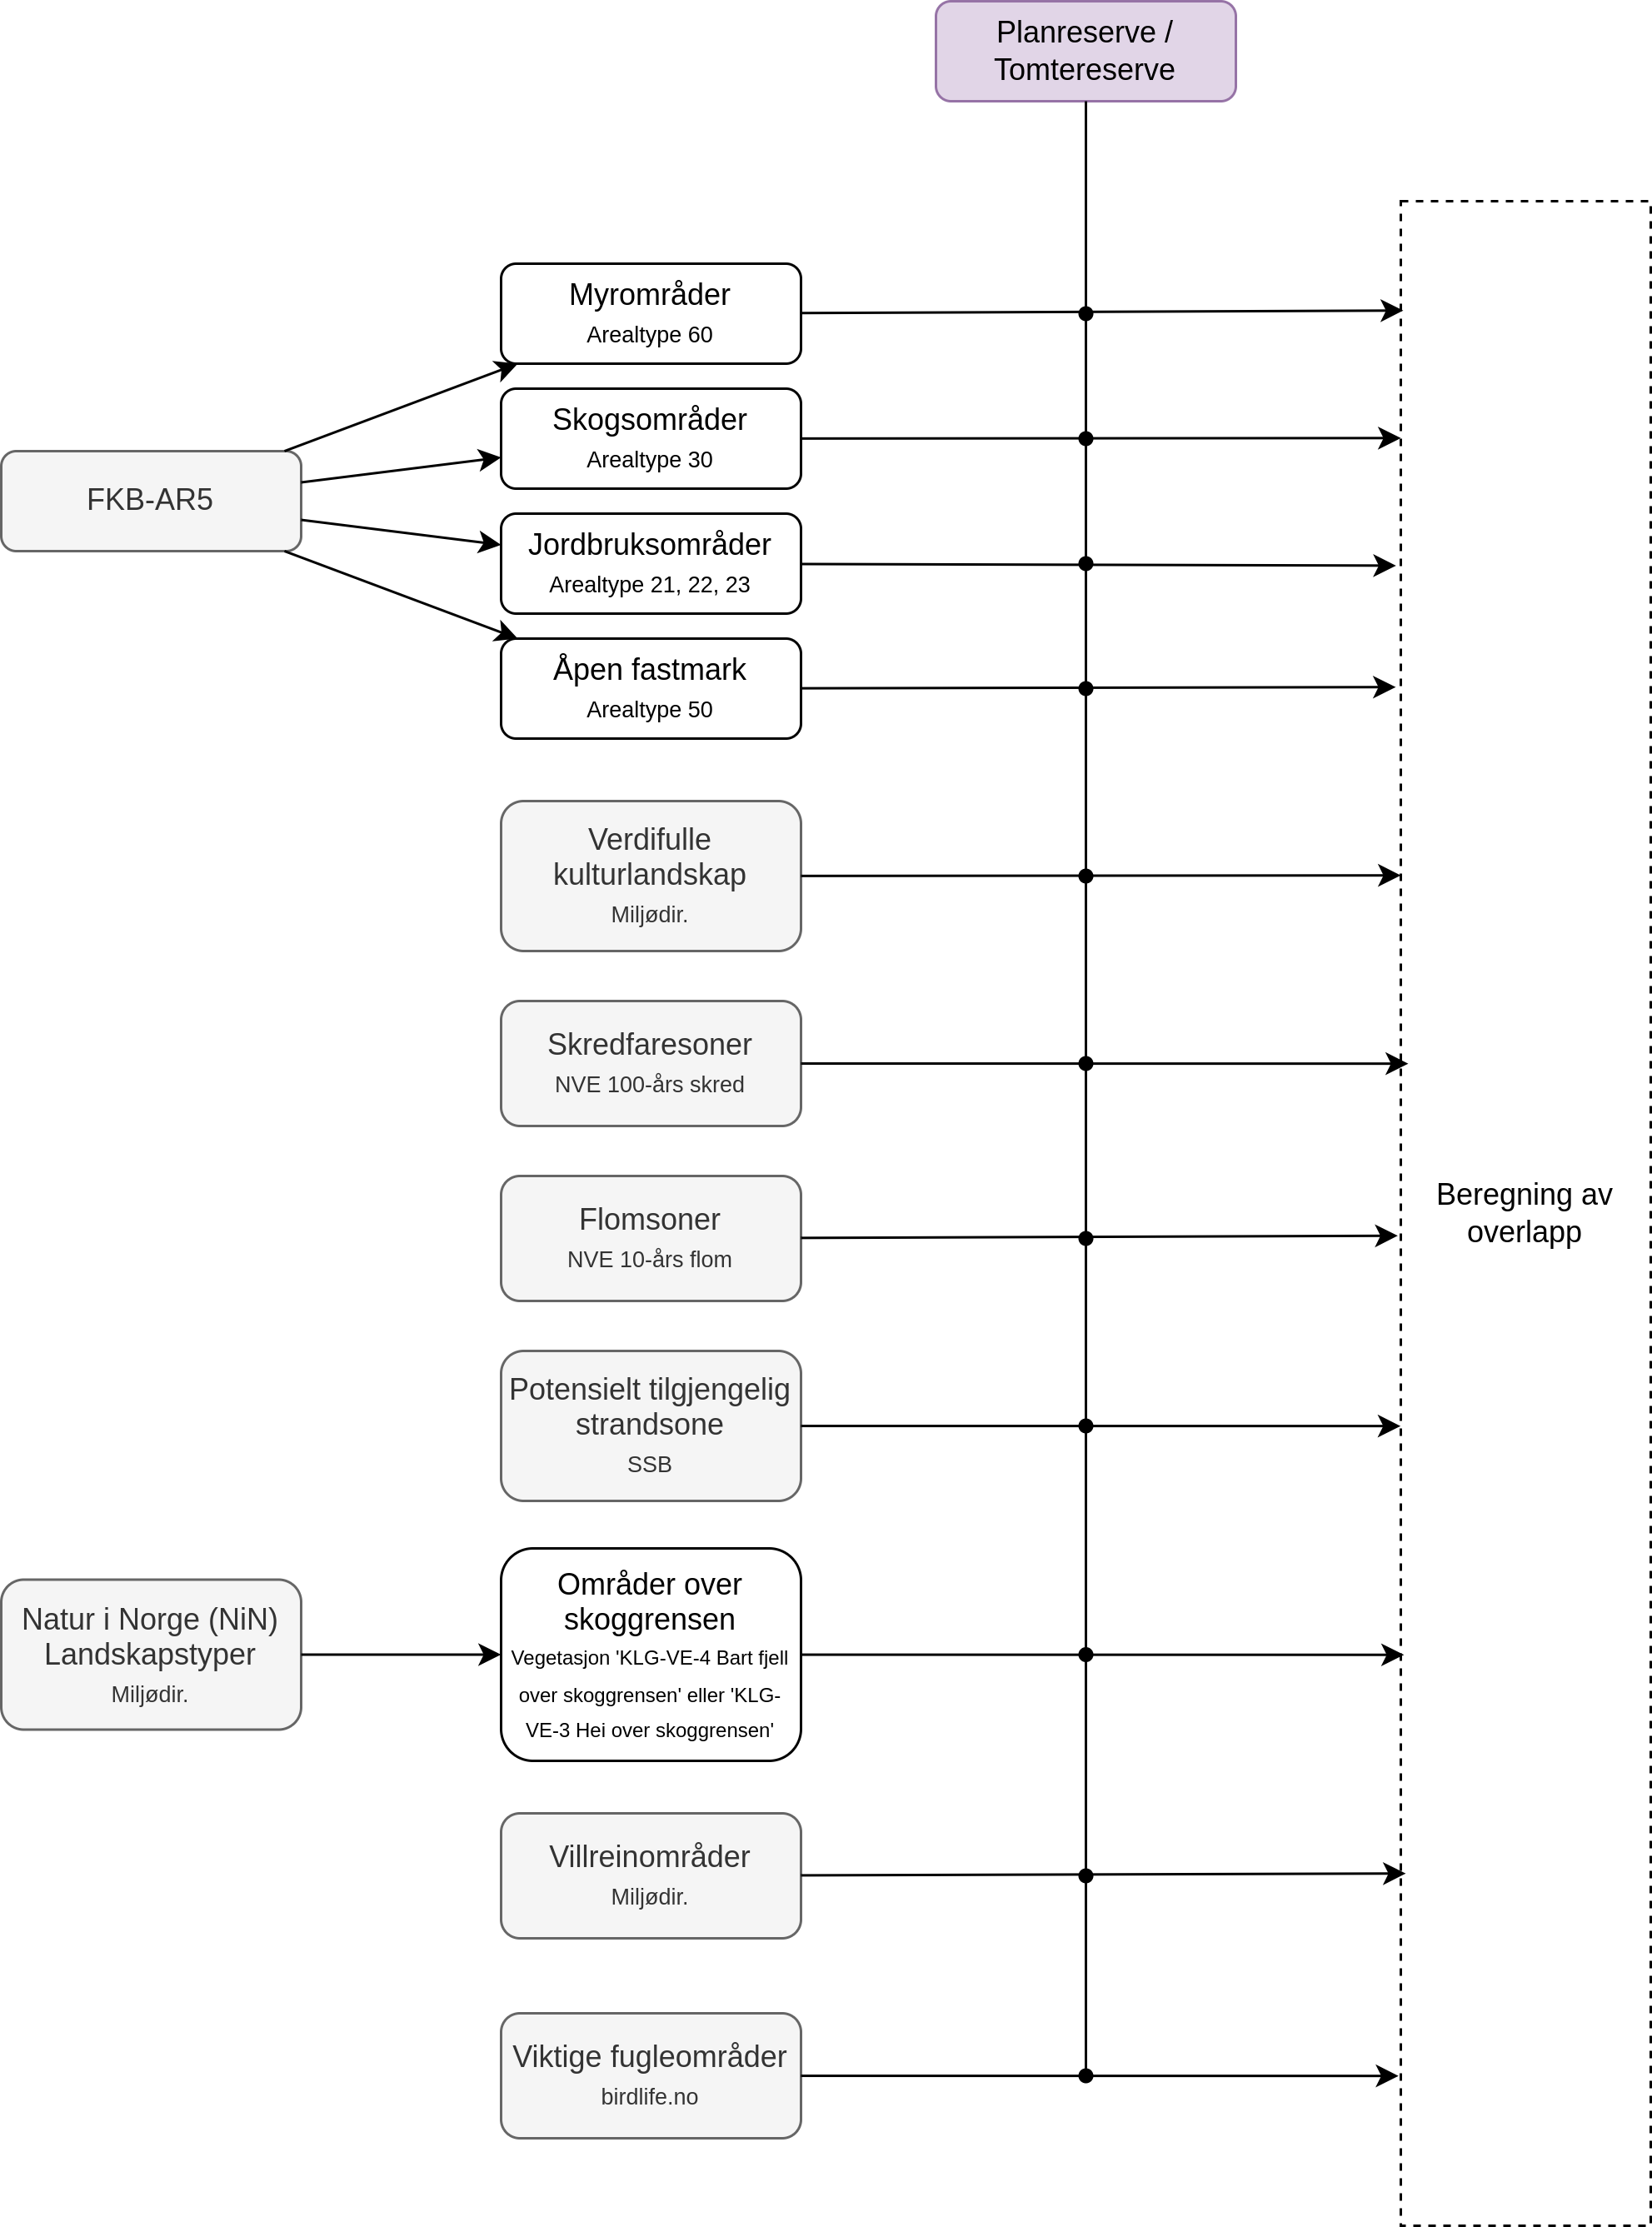 Planreserve /
Tomtereserve
Myrområder
Arealtype 60
Skogsområder
Arealtype 30
FKB-AR5
Jordbruksområder
Arealtype 21, 22, 23
Åpen fastmark
Arealtype 50
Verdifulle
kulturlandskap
Miljødir.
Skredfaresoner
NVE 100-års skred
Beregning av
overlapp
Flomsoner
NVE 10-års flom
Potensielt tilgjengelig
strandsone
SSB
Natur i Norge (NiN)
Landskapstyper
Miljødir.
Områder over
skoggrensen
Vegetasjon 'KLG-VE-4 Bart fjell
over skoggrensen' eller 'KLG-
VE-3 Hei over skoggrensen'
Villreinområder
Miljødir.
Viktige fugleområder
birdlife.no